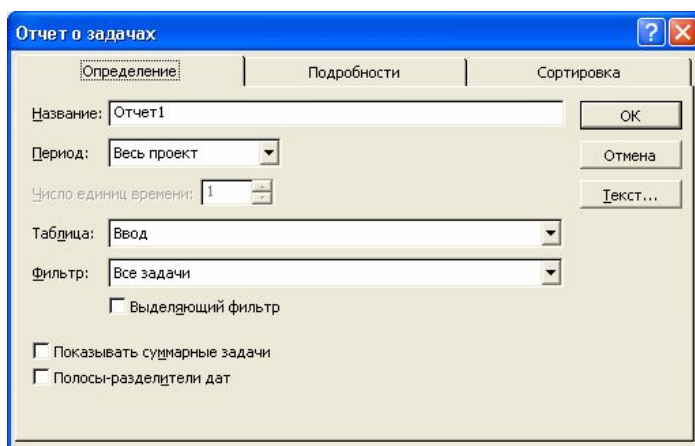 Отчет о задачах
Определение Подробности Сортировка
Название: Отчет1 ОК
Период: Весь проект Отмена
Число единиц времени: 1 Текст...
Таблица: Ввод
Фильтр: Все задачи
Выделяющий фильтр
Показывать суммарные задачи
Полосы-разделители дат